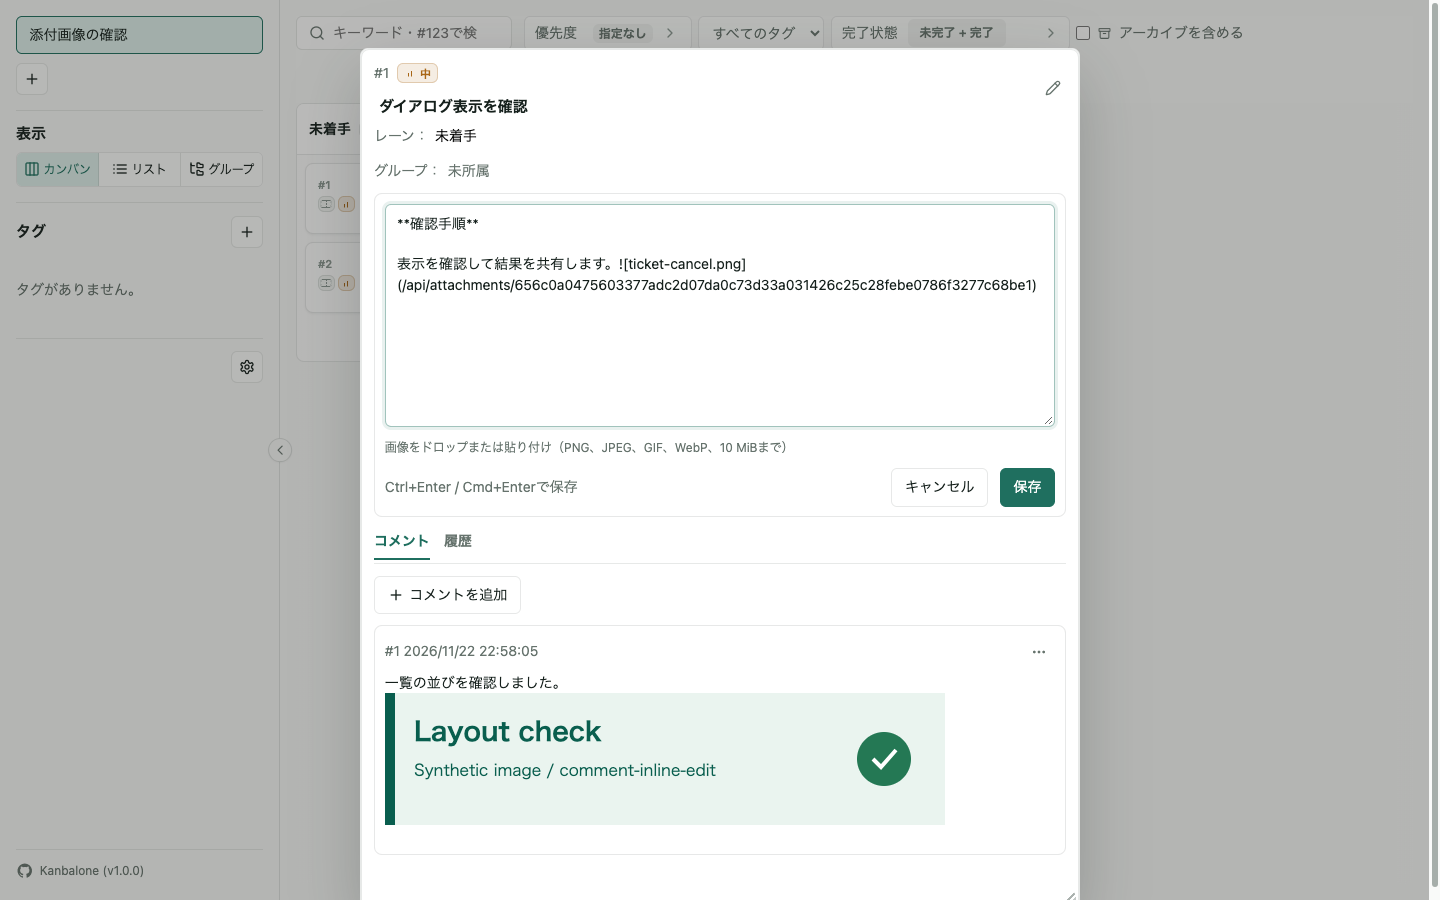 添付画像の確認
表示
カンバン
リスト
グループ
タグ
タグがありません。
Kanbalone (v1.0.0)
キーワード・#123で検
優先度 指定なし
すべてのタグ
完了状態 未完了 + 完了
アーカイブを含める
未着手
#1
#2
#1 中
ダイアログ表示を確認
レーン： 未着手
グループ： 未所属
**確認手順**
表示を確認して結果を共有します。![ticket-cancel.png]
(/api/attachments/656c0a0475603377adc2d07da0c73d33a031426c25c28febe0786f3277c68be1)
画像をドロップまたは貼り付け（PNG、JPEG、GIF、WebP、10 MiBまで）
Ctrl+Enter / Cmd+Enterで保存
キャンセル
保存
コメント
履歴
コメントを追加
#1 2026/11/22 22:58:05
一覧の並びを確認しました。
Layout check
Synthetic image / comment-inline-edit